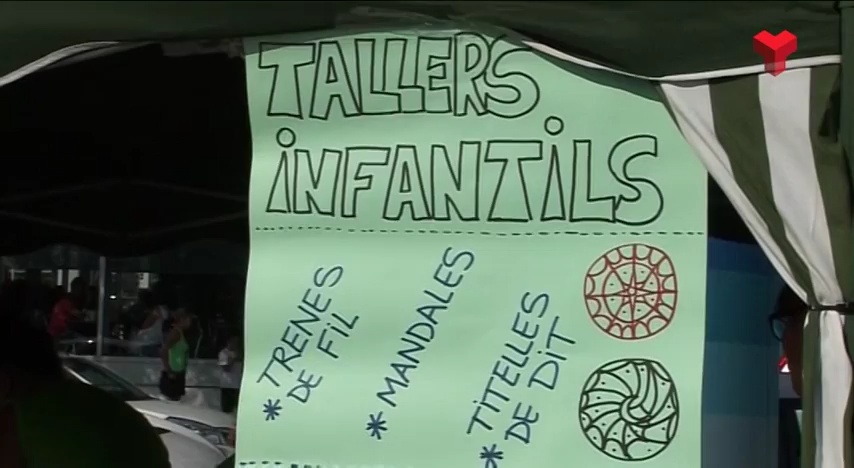 TALLERS
INFANTILS
* TRENES
DE FIL
* MANDALES
* TITELLES
DE DIT